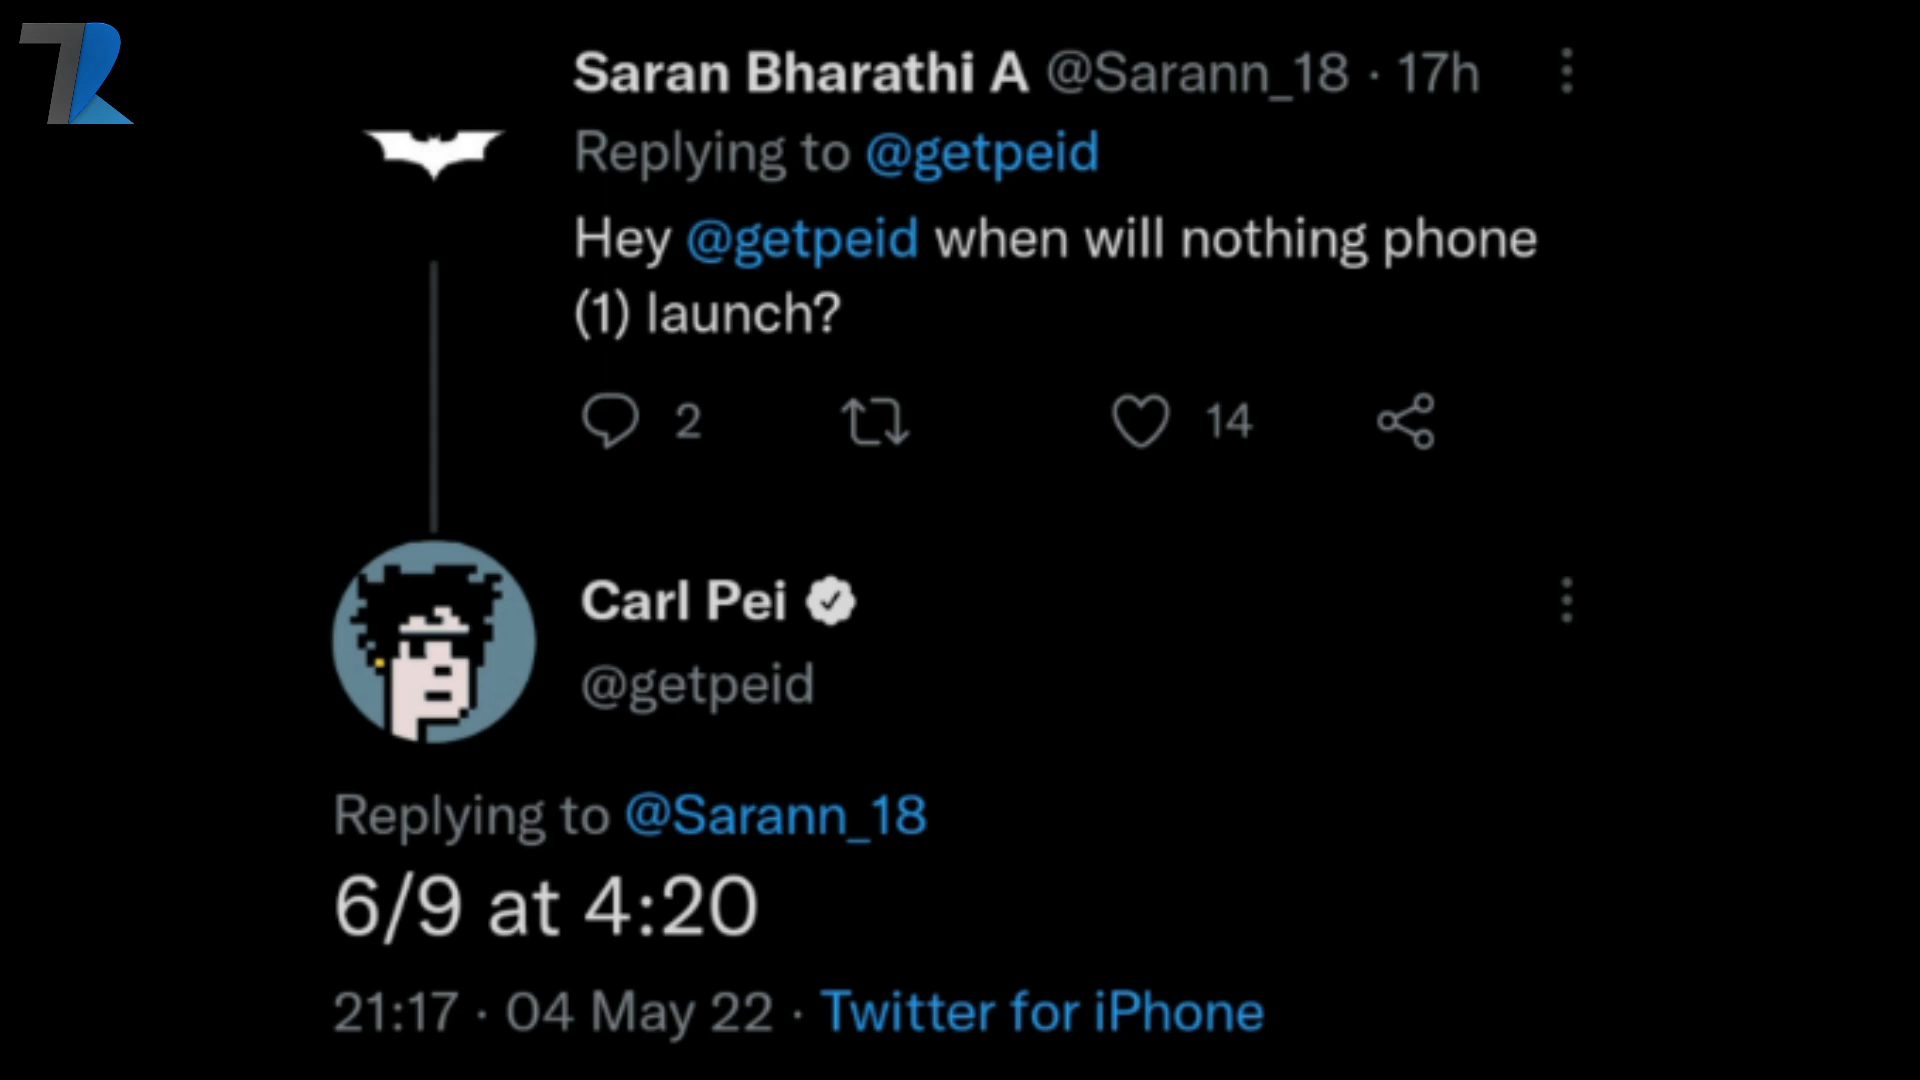 Saran Bharathi A @Sarann_18 · 17h
Replying to @getpeid
Hey @getpeid when will nothing phone
(1) launch?
2 14
Carl Pei
@getpeid
Replying to @Sarann_18
6/9 at 4:20
21:17 · 04 May 22 · Twitter for iPhone